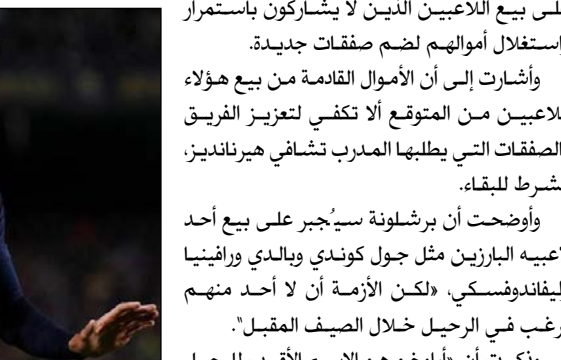 على بيع اللاعبين الذين لا يشاركون باستمرار
واستغلال أموالهم لضم صفقات جديدة.
وأشارت إلى أن الأموال القادمة من بيع هؤلاء
للاعبين من المتوقع ألا تكفي لتعزيز الفريق
الصفقات التي يطلبها المدرب تشافي هيرنانديز،
شرط للبقاء.
وأوضحت أن برشلونة سيُجبر على بيع أحد
لاعبيه البارزين مثل جول كوندي وبالدي ورافينيا
ليفاندوفسكي، «لكن الأزمة أن لا أحد منهم
يرغب في الرحيل خلال الصيف المقبل".